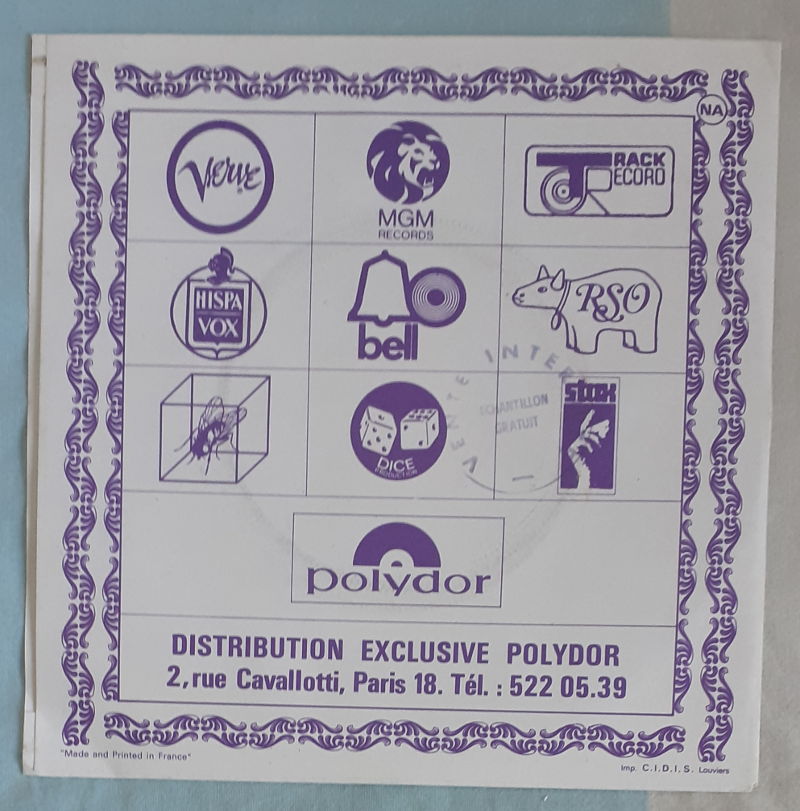 NA
Verve
MGM
RECORDS
TRACK
RECORD
HISPA
VOX
bell
RSO
VENTE INTER
ECHANTILLON
GRATUIT
DICE
PRODUCTION
stax
polydor
DISTRIBUTION EXCLUSIVE POLYDOR
2, rue Cavallotti, Paris 18. Tél. : 522 05.39
"Made and Printed in France"
Imp. C.I.D.I.S. Louviers